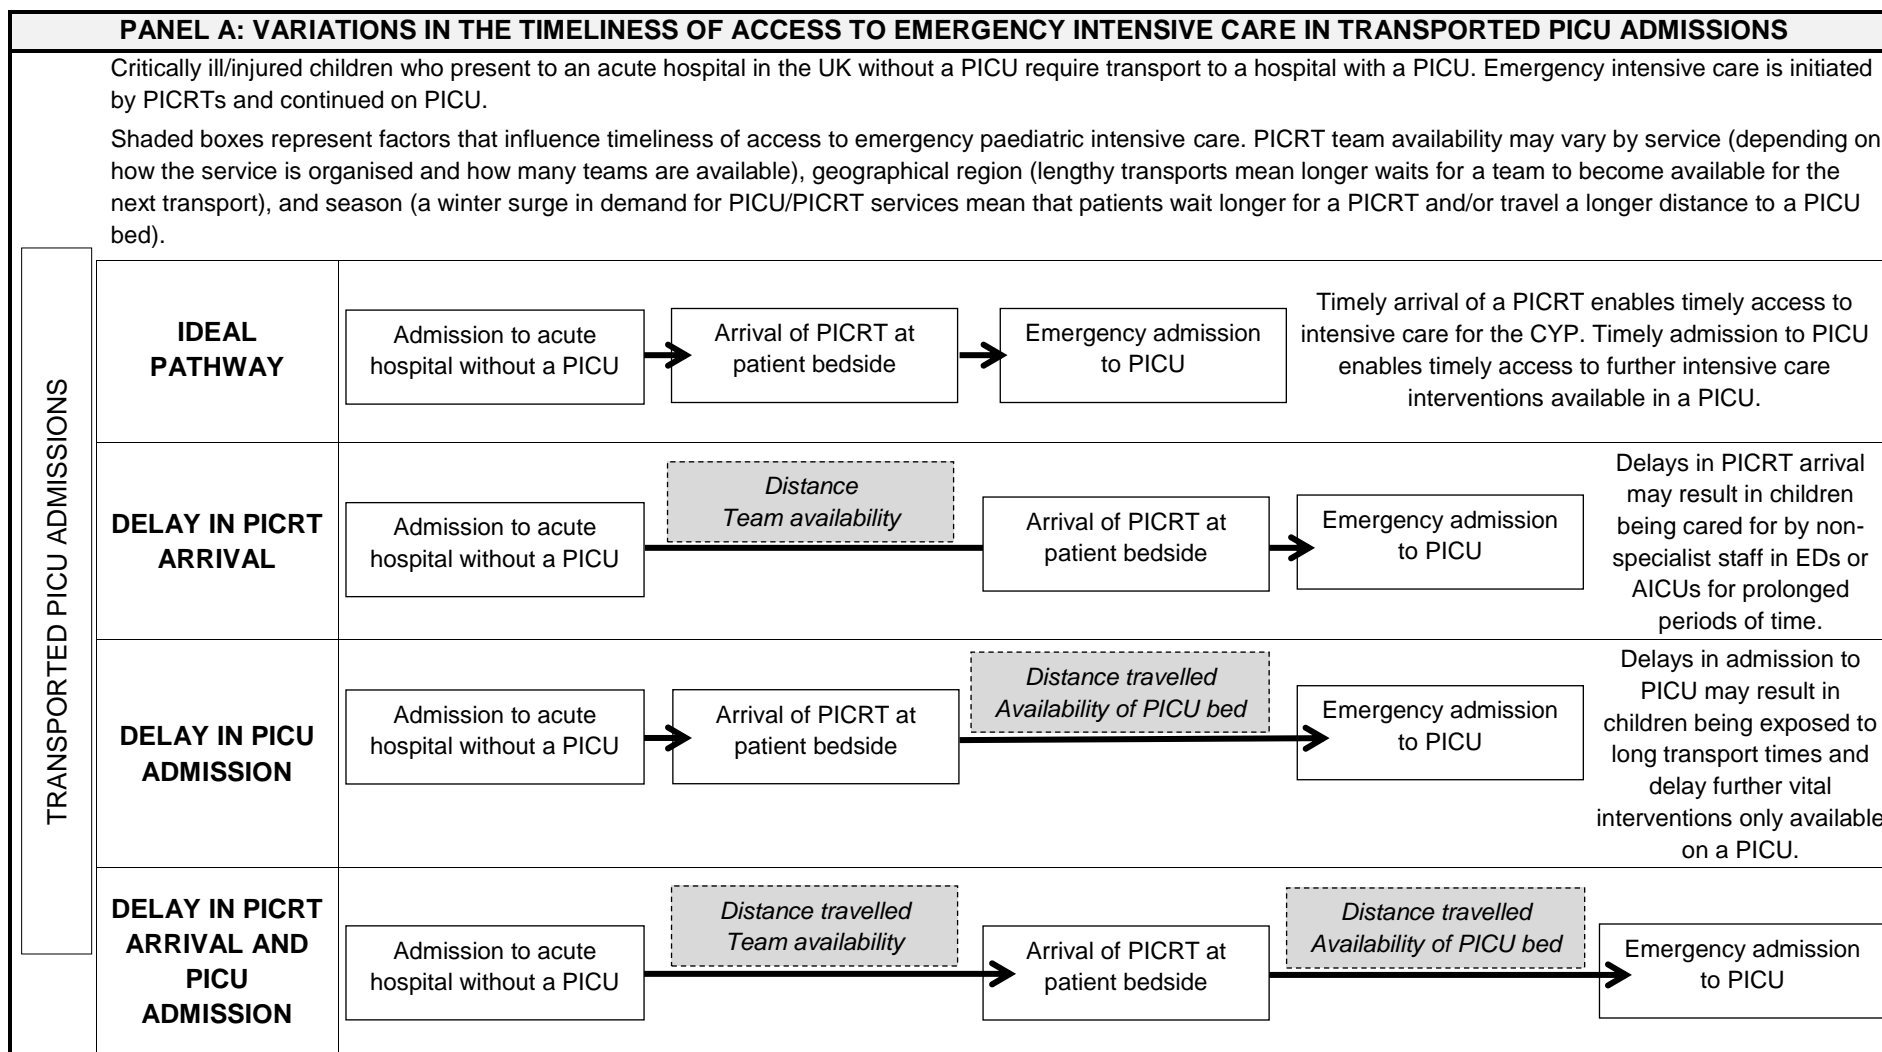 PANEL A: VARIATIONS IN THE TIMELINESS OF ACCESS TO EMERGENCY INTENSIVE CARE IN TRANSPORTED PICU ADMISSIONS
Critically ill/injured children who present to an acute hospital in the UK without a PICU require transport to a hospital with a PICU. Emergency intensive care is initiated
by PICRTs and continued on PICU.
Shaded boxes represent factors that influence timeliness of access to emergency paediatric intensive care. PICRT team availability may vary by service (depending on
how the service is organised and how many teams are available), geographical region (lengthy transports mean longer waits for a team to become available for the
next transport), and season (a winter surge in demand for PICU/PICRT services mean that patients wait longer for a PICRT and/or travel a longer distance to a PICU
bed).
TRANSPORTED PICU ADMISSIONS
IDEAL
PATHWAY
Admission to acute
hospital without a PICU
Arrival of PICRT at
patient bedside
Emergency admission
to PICU
Timely arrival of a PICRT enables timely access to
intensive care for the CYP. Timely admission to PICU
enables timely access to further intensive care
interventions available in a PICU.
DELAY IN PICRT
ARRIVAL
Admission to acute
hospital without a PICU
Distance
Team availability
Arrival of PICRT at
patient bedside
Emergency admission
to PICU
Delays in PICRT arrival
may result in children
being cared for by non-
specialist staff in EDs or
AICUs for prolonged
periods of time.
DELAY IN PICU
ADMISSION
Admission to acute
hospital without a PICU
Arrival of PICRT at
patient bedside
Distance travelled
Availability of PICU bed
Emergency admission
to PICU
Delays in admission to
PICU may result in
children being exposed to
long transport times and
delay further vital
interventions only available
on a PICU.
DELAY IN PICRT
ARRIVAL AND
PICU
ADMISSION
Admission to acute
hospital without a PICU
Distance travelled
Team availability
Arrival of PICRT at
patient bedside
Distance travelled
Availability of PICU bed
Emergency admission
to PICU